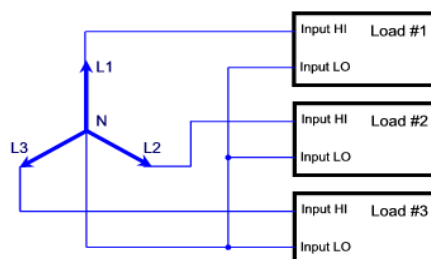 Input HI Load #1
L1
Input LO
N
Input HI Load #2
L3 L2
Input LO
Input HI Load #3
Input LO